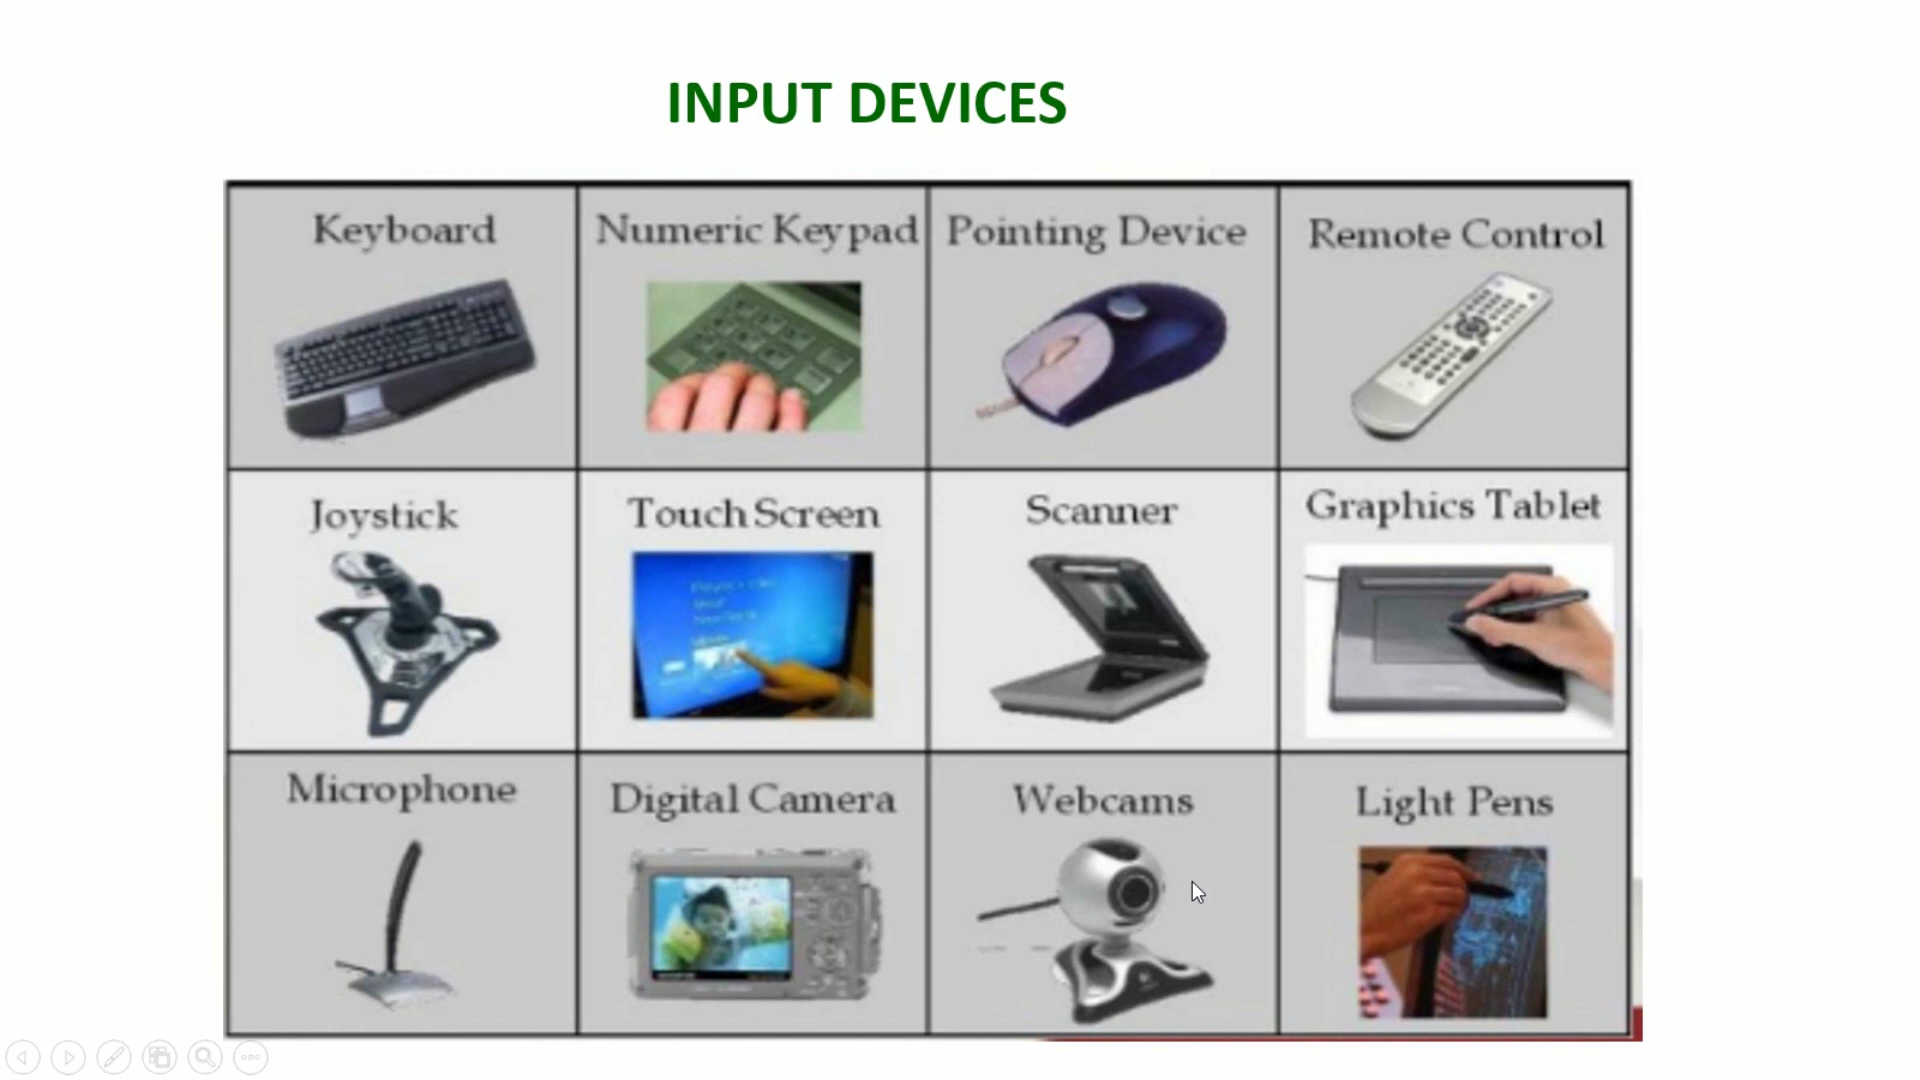 INPUT DEVICES
Keyboard
Numeric Keypad
Pointing Device
Remote Control
Joystick
Touch Screen
Scanner
Graphics Tablet
Microphone
Digital Camera
Webcams
Light Pens